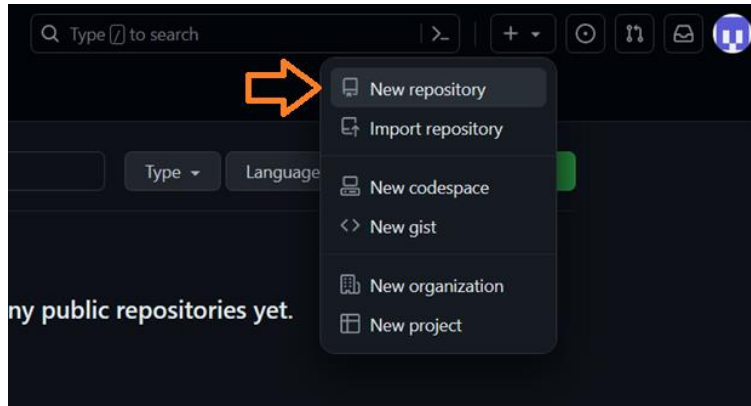 Type / to search
New repository
Import repository
Type
Language
New codespace
New gist
New organization
ny public repositories yet.
New project